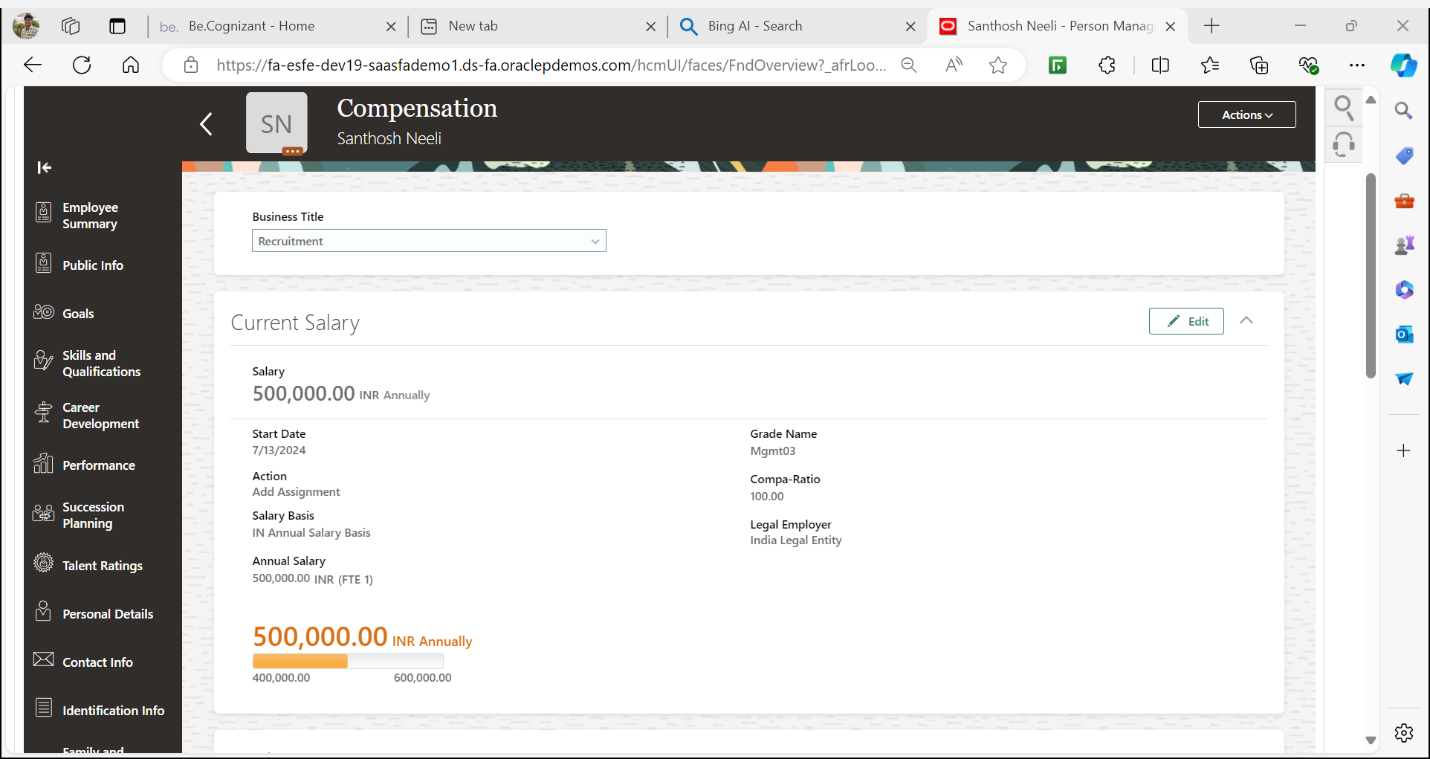 be. Be.Cognizant - Home
New tab
Bing AI - Search
Santhosh Neeli - Person Manag
https://fa-esfe-dev19-saasfademo1.ds-fa.oraclepdemos.com/hcmUI/faces/FndOverview?_afrLoo...
SN
Compensation
Santhosh Neeli
Actions
Employee
Summary
Public Info
Goals
Skills and
Qualifications
Career
Development
Performance
Succession
Planning
Talent Ratings
Personal Details
Contact Info
Identification Info
Family and
Business Title
Recruitment
Current Salary
Edit
Salary
500,000.00 INR Annually
Start Date
7/13/2024
Action
Add Assignment
Salary Basis
IN Annual Salary Basis
Annual Salary
500,000.00 INR (FTE 1)
Grade Name
Mgmt03
Compa-Ratio
100.00
Legal Employer
India Legal Entity
500,000.00 INR Annually
400,000.00 600,000.00